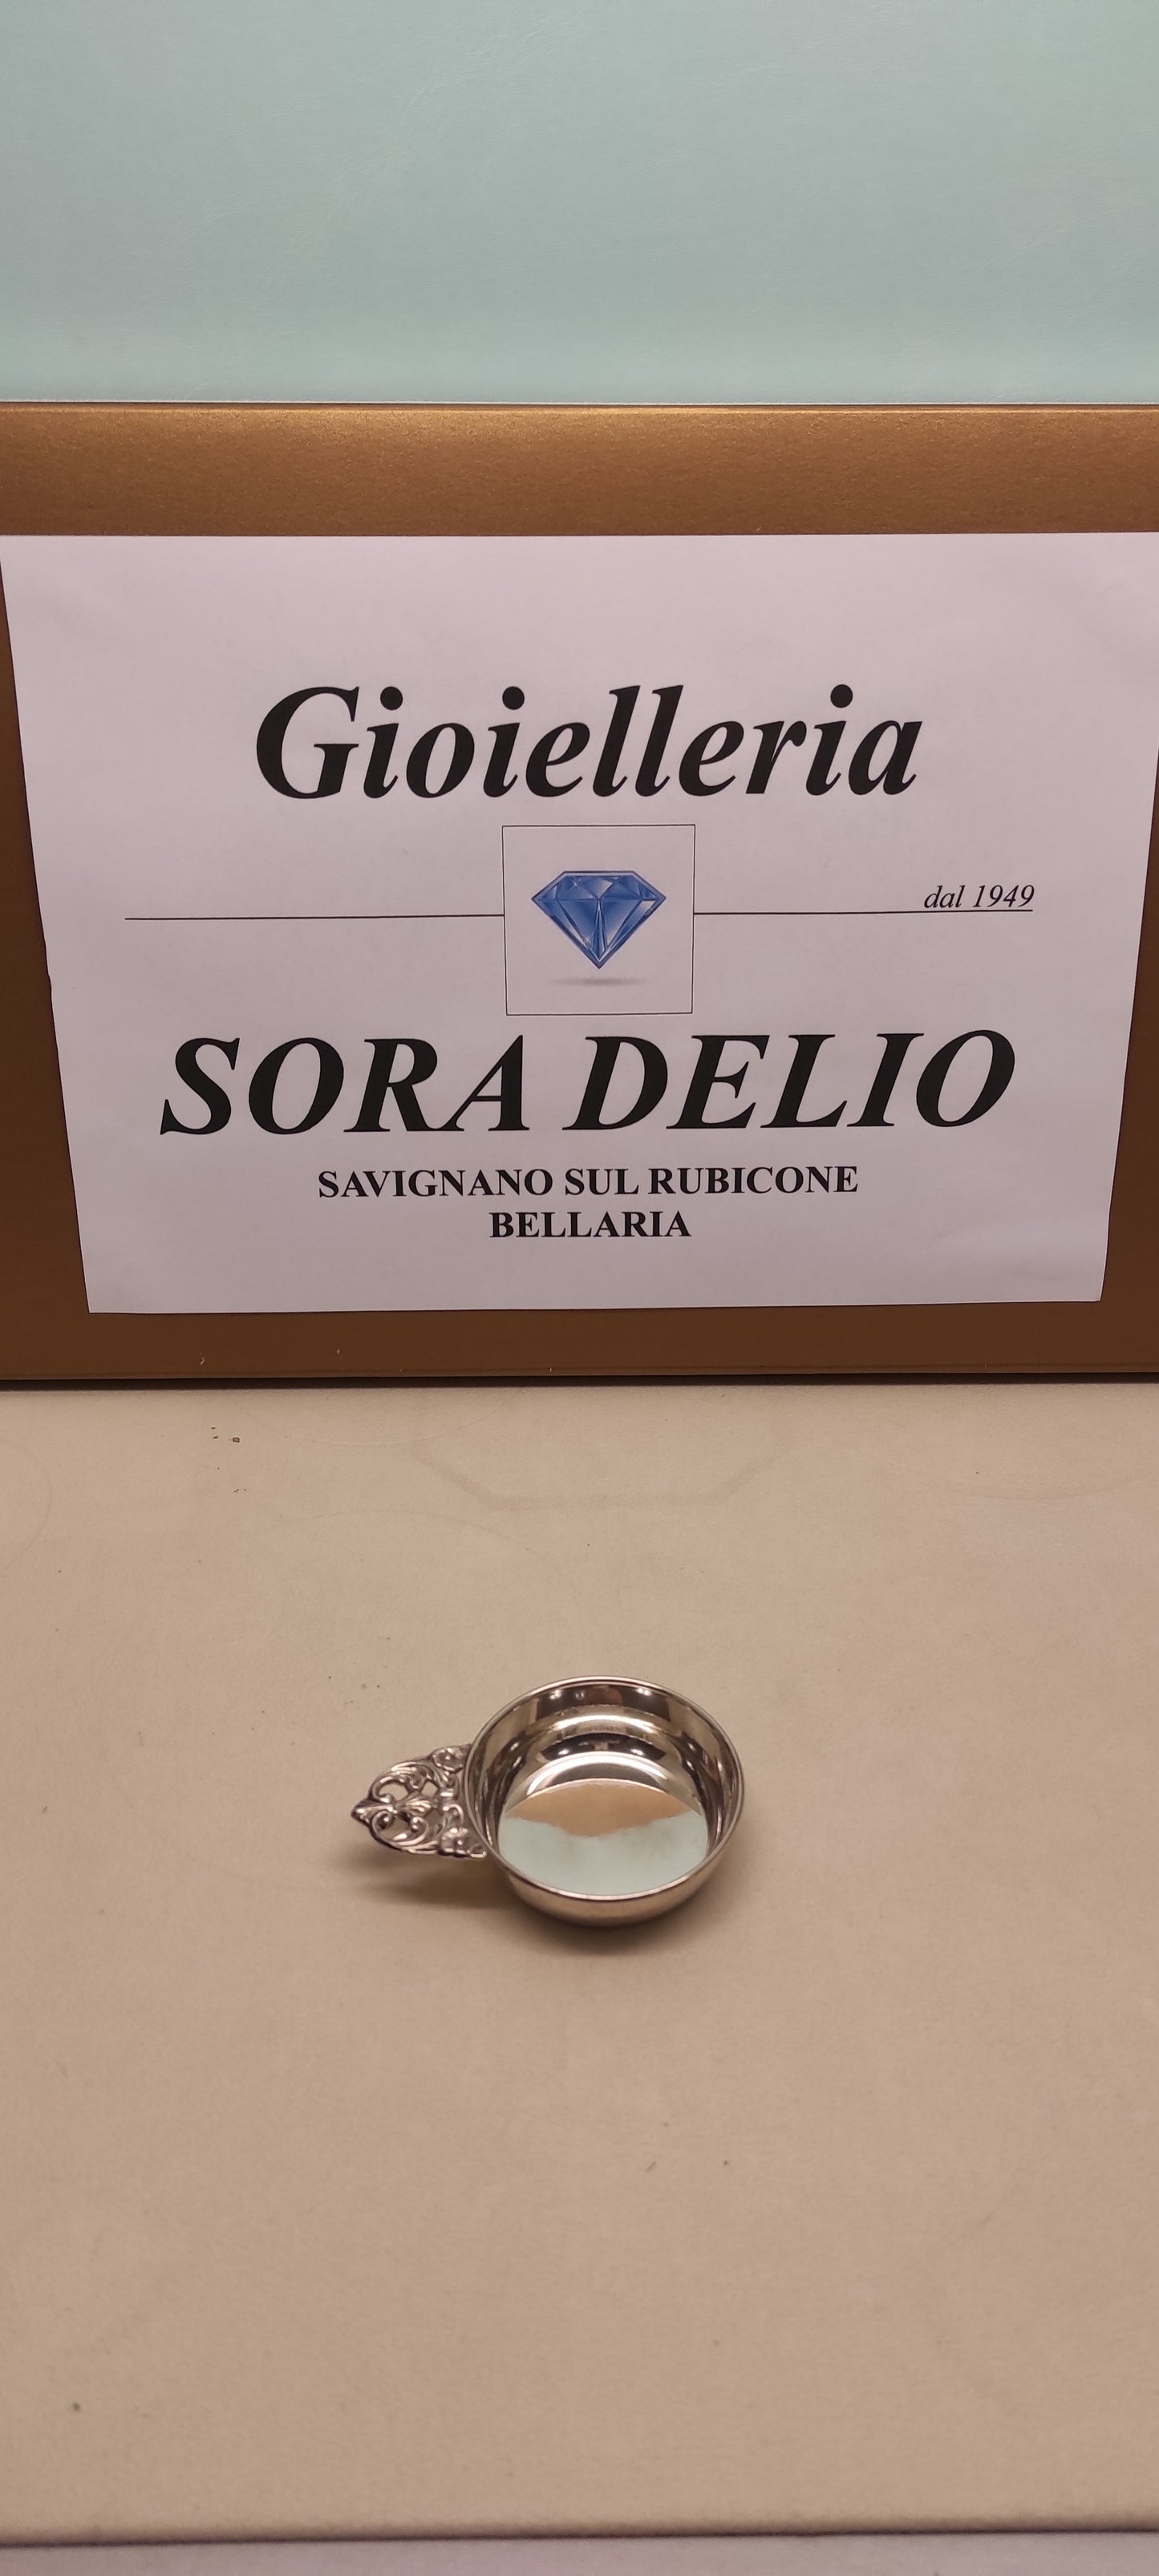 Gioielleria
dal 1949
SORA DELIO
SAVIGNANO SUL RUBICONE
BELLARIA